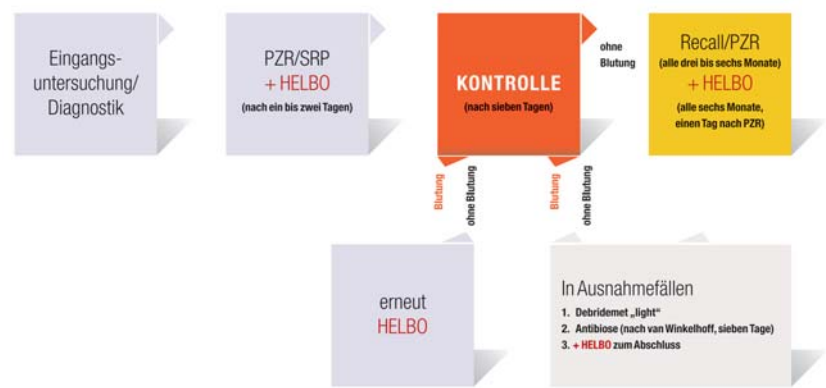 Eingangs-
untersuchung/
Diagnostik
PZR/SRP
+ HELBO
(nach ein bis zwei Tagen)
KONTROLLE
(nach sieben Tagen)
ohne
Blutung
Recall/PZR
(alle drei bis sechs Monate)
+ HELBO
(alle sechs Monate,
einen Tag nach PZR)
Blutung
ohne Blutung
Blutung
ohne Blutung
erneut
HELBO
In Ausnahmefällen
1. Debridemet „light“
2. Antibiose (nach van Winkelhoff, sieben Tage)
3. + HELBO zum Abschluss